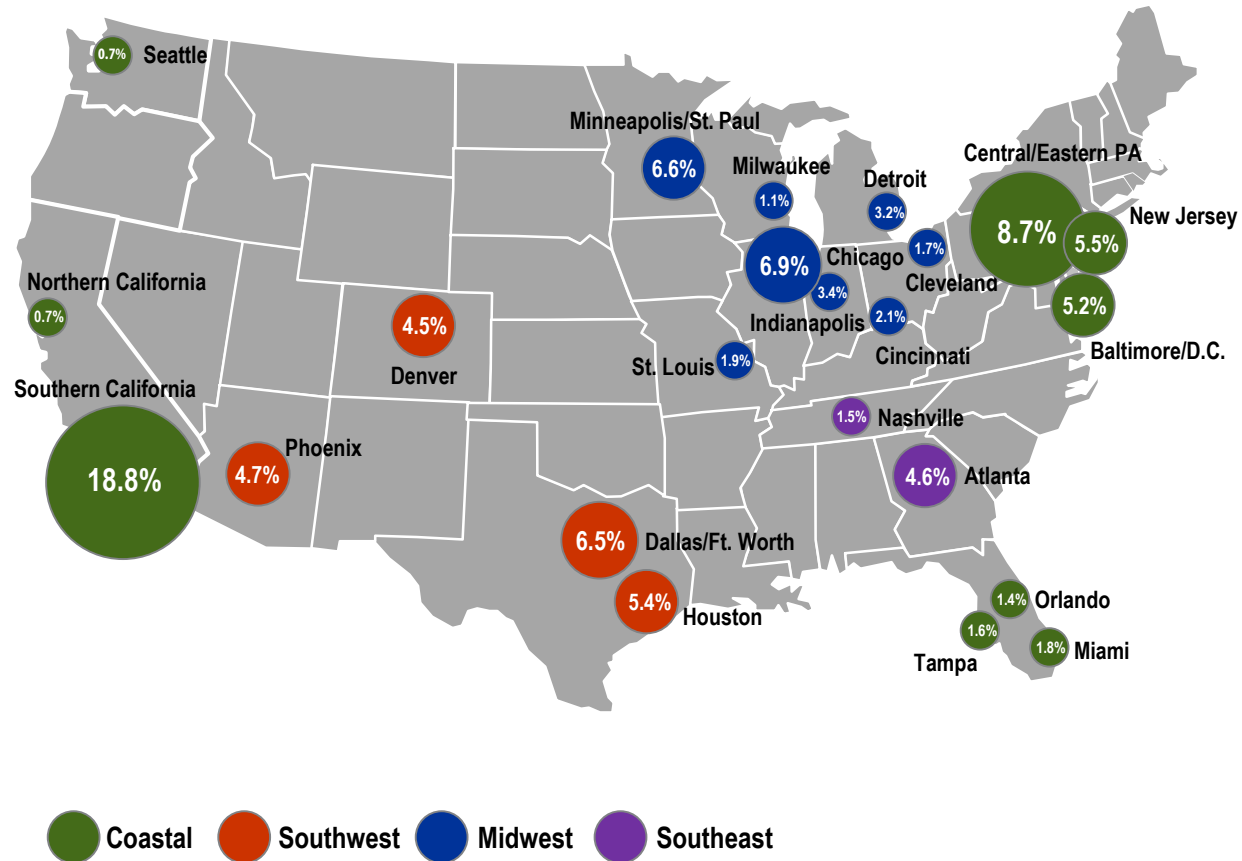 0.7%
Seattle
Minneapolis/St. Paul
6.6%
Milwaukee
1.1%
Detroit
3.2%
Central/Eastern PA
8.7%
New Jersey
5.5%
Chicago
6.9%
1.7%
Cleveland
3.4%
Indianapolis
2.1%
Cincinnati
5.2%
Baltimore/D.C.
Northern California
0.7%
4.5%
Denver
St. Louis
1.9%
Southern California
18.8%
Phoenix
4.7%
1.5%
Nashville
4.6%
Atlanta
6.5%
Dallas/Ft. Worth
5.4%
Houston
1.4%
Orlando
1.6%
Tampa
1.8%
Miami
Coastal
Southwest
Midwest
Southeast